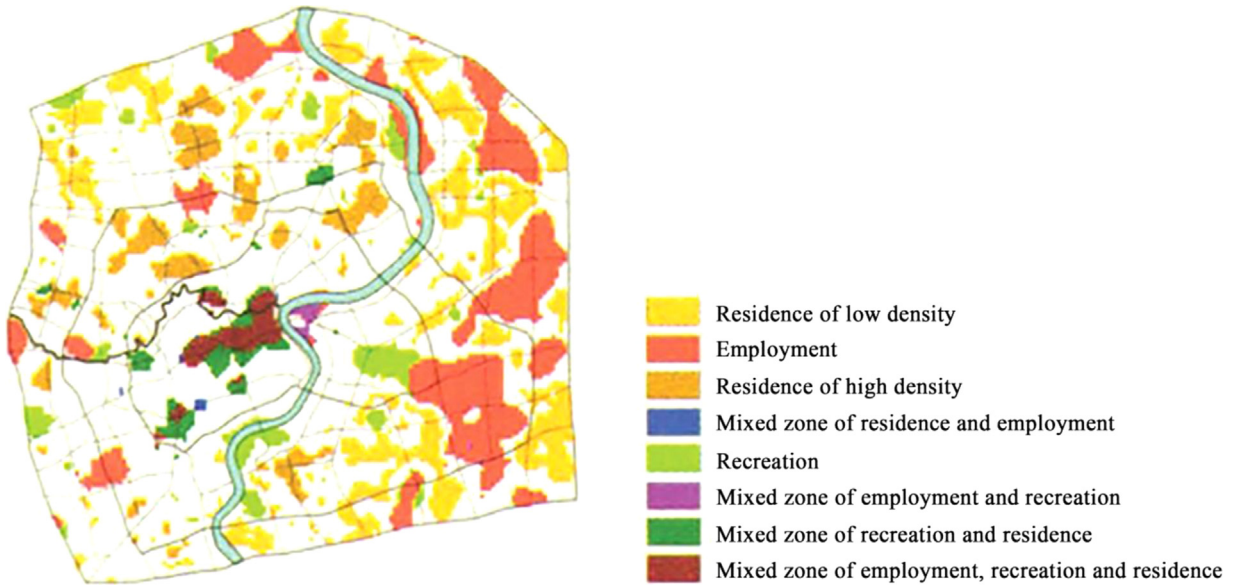 Residence of low density
Employment
Residence of high density
Mixed zone of residence and employment
Recreation
Mixed zone of employment and recreation
Mixed zone of recreation and residence
Mixed zone of employment, recreation and residence